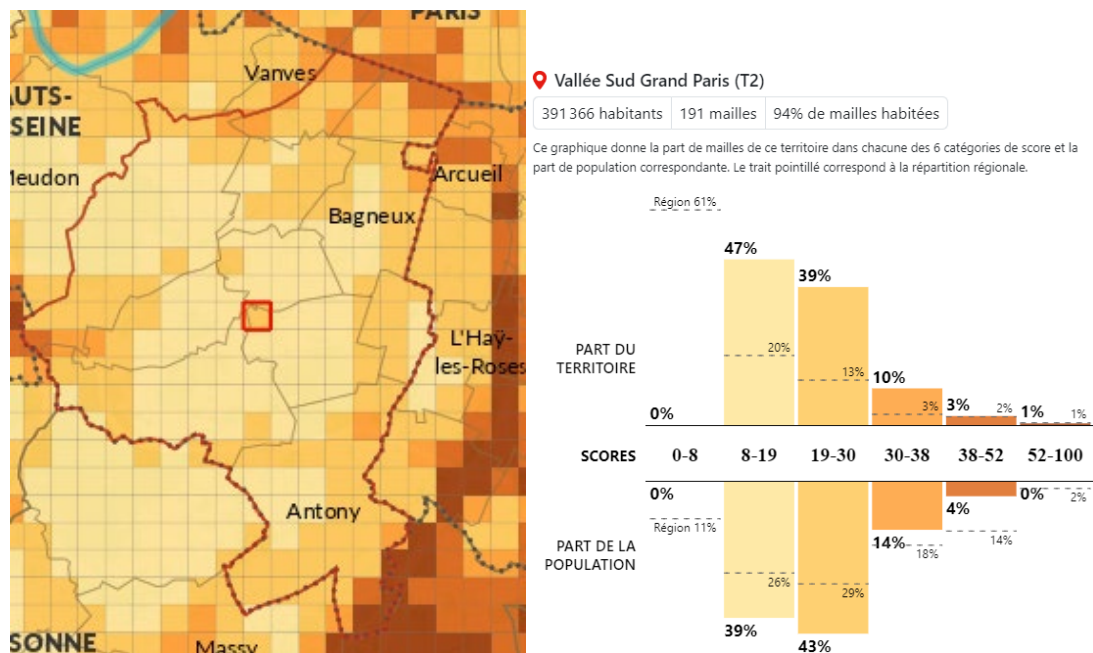 PARIS
Vanves
AUTS-
SEINE
Meudon
Arcueil
Bagneux
L'Haÿ-
les-Roses
Antony
SONNE
Massy
Vallée Sud Grand Paris (T2)
391 366 habitants 191 mailles 94% de mailles habitées
Ce graphique donne la part de mailles de ce territoire dans chacune des 6 catégories de score et la
part de population correspondante. Le trait pointillé correspond à la répartition régionale.
Région 61%
47%
39%
20%
13%
10%
3%
3%
2%
1%
1%
0%
PART DU
TERRITOIRE
SCORES 0-8 8-19 19-30 30-38 38-52 52-100
0%
0%
2%
4%
Région 11%
14%
14%
18%
PART DE LA
POPULATION
26%
29%
39%
43%